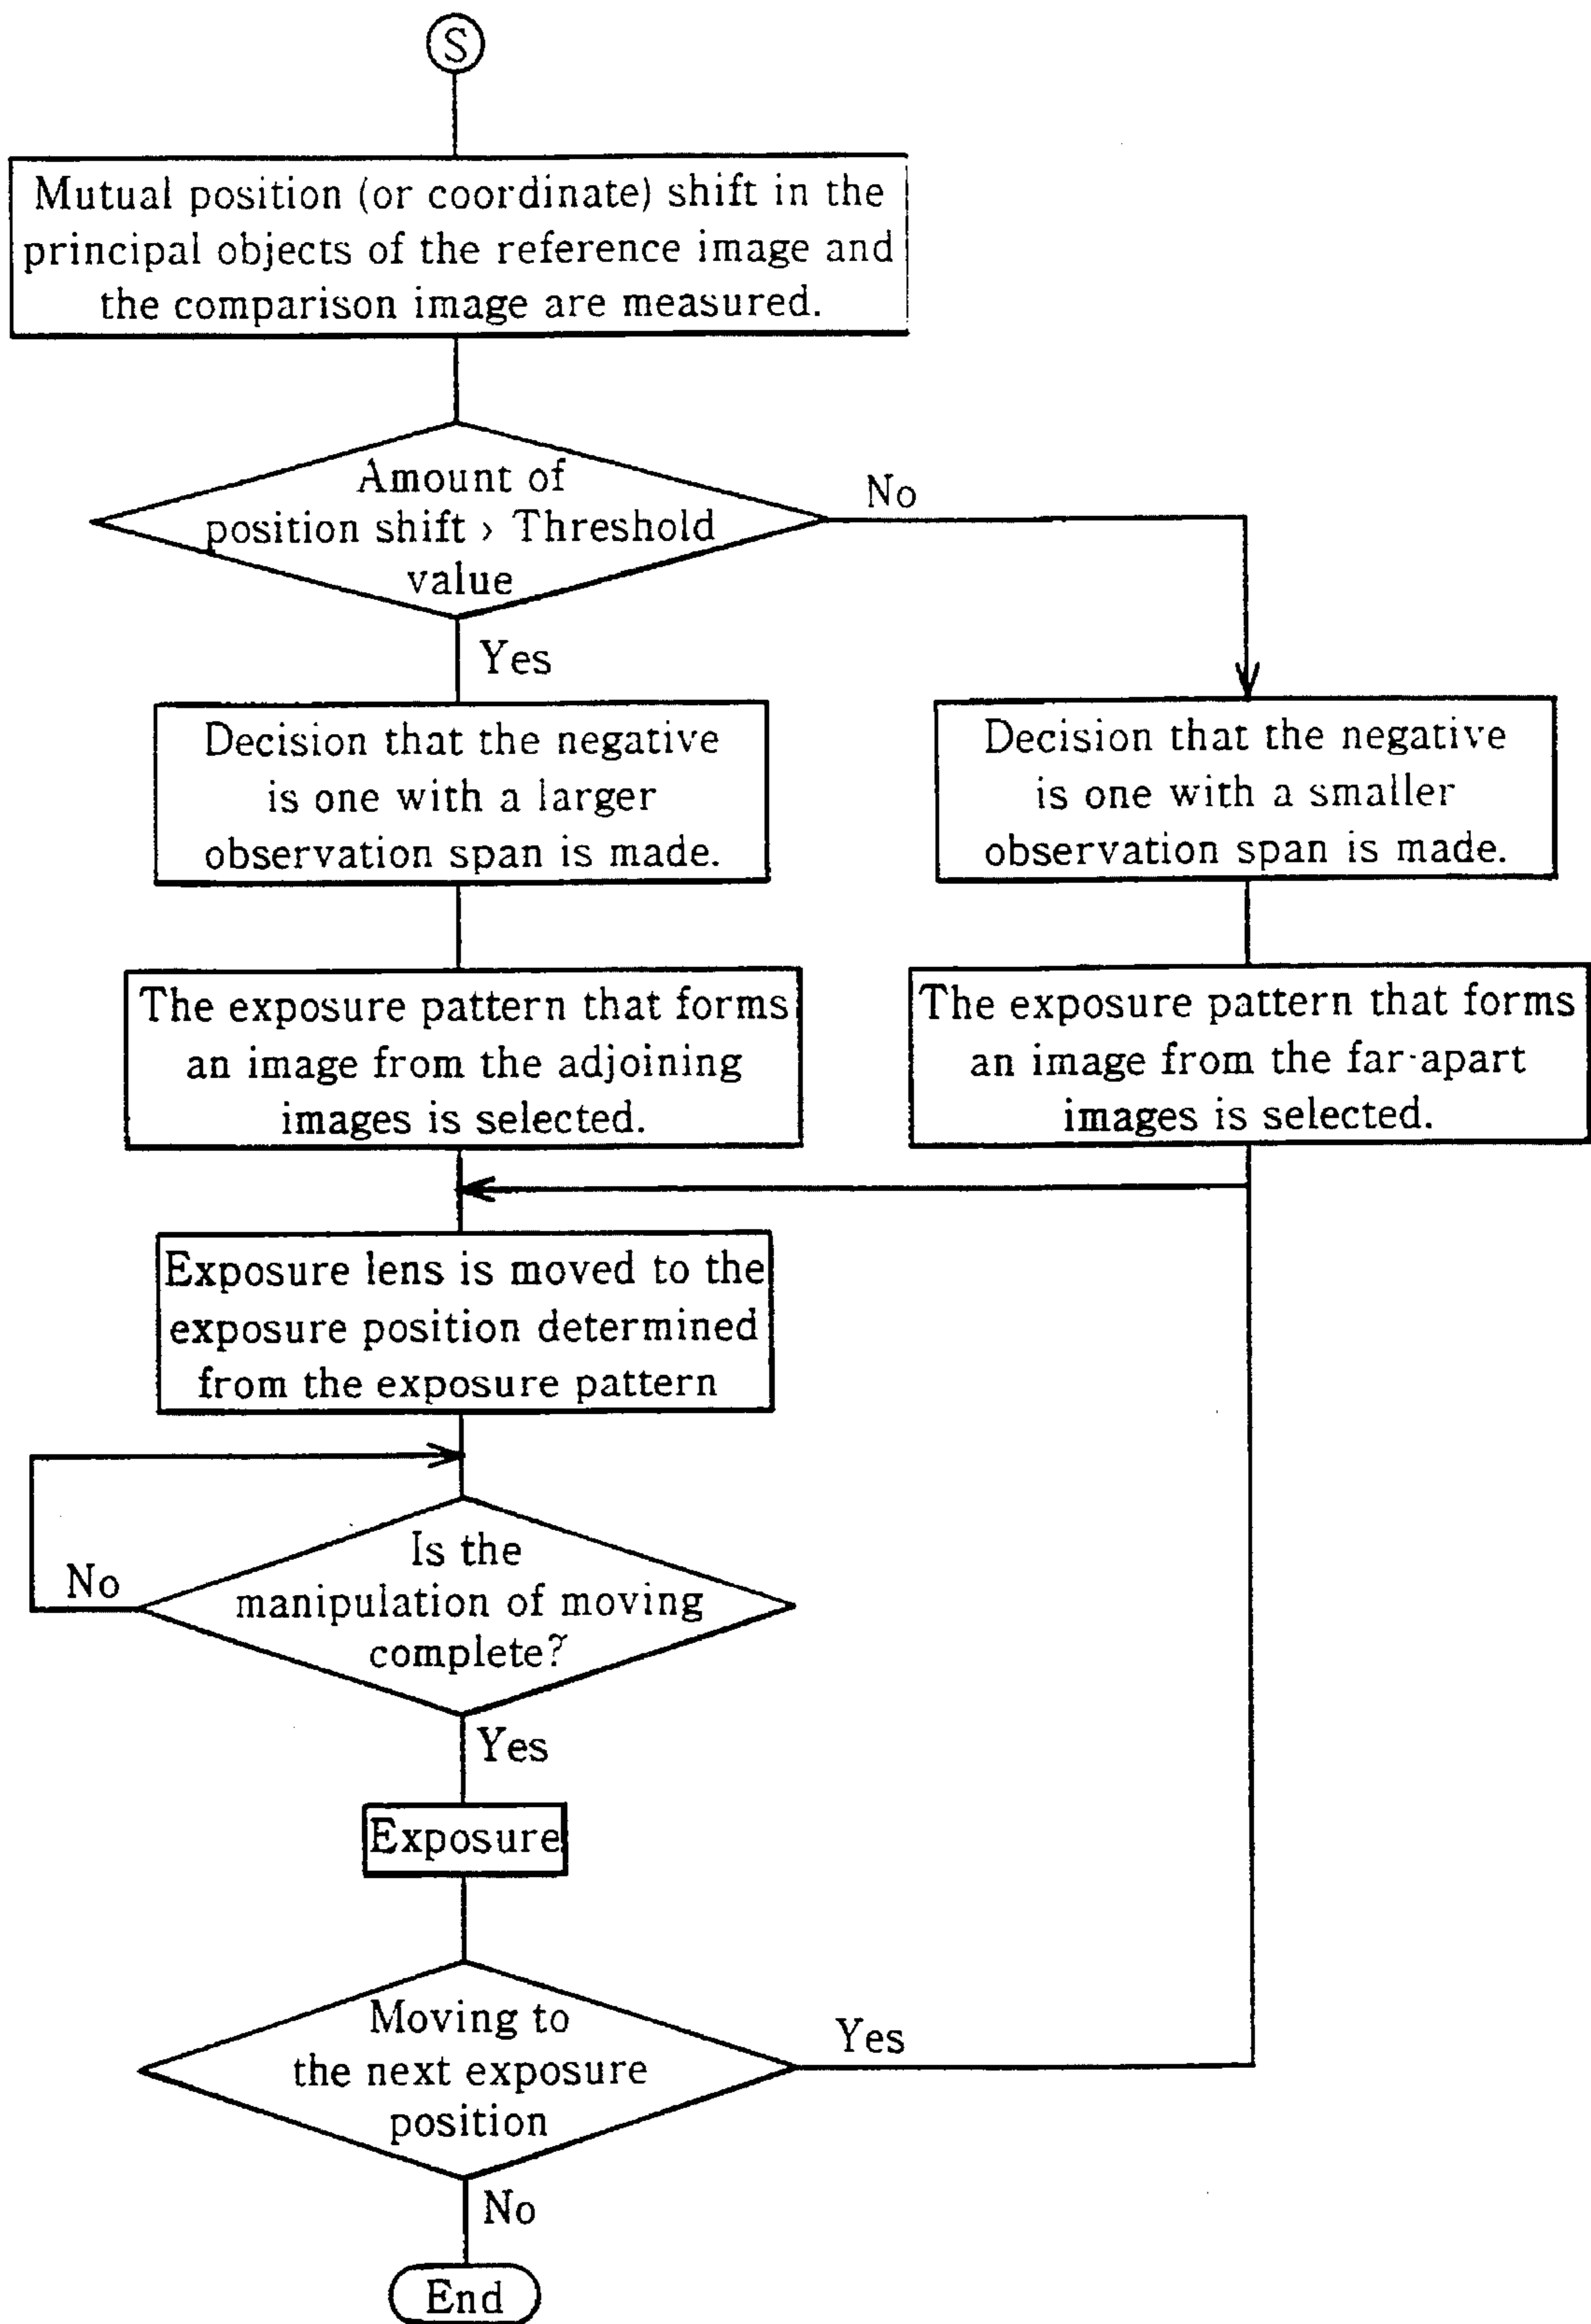 S
Mutual position (or coordinate) shift in the
principal objects of the reference image and
the comparison image are measured.
Amount of
position shift > Threshold
value
No
Yes
Decision that the negative
is one with a larger
observation span is made.
Decision that the negative
is one with a smaller
observation span is made.
The exposure pattern that forms
an image from the adjoining
images is selected.
The exposure pattern that forms
an image from the far-apart
images is selected.
Exposure lens is moved to the
exposure position determined
from the exposure pattern
Is the
manipulation of moving
complete?
No
Yes
Exposure
Moving to
the next exposure
position
Yes
No
End